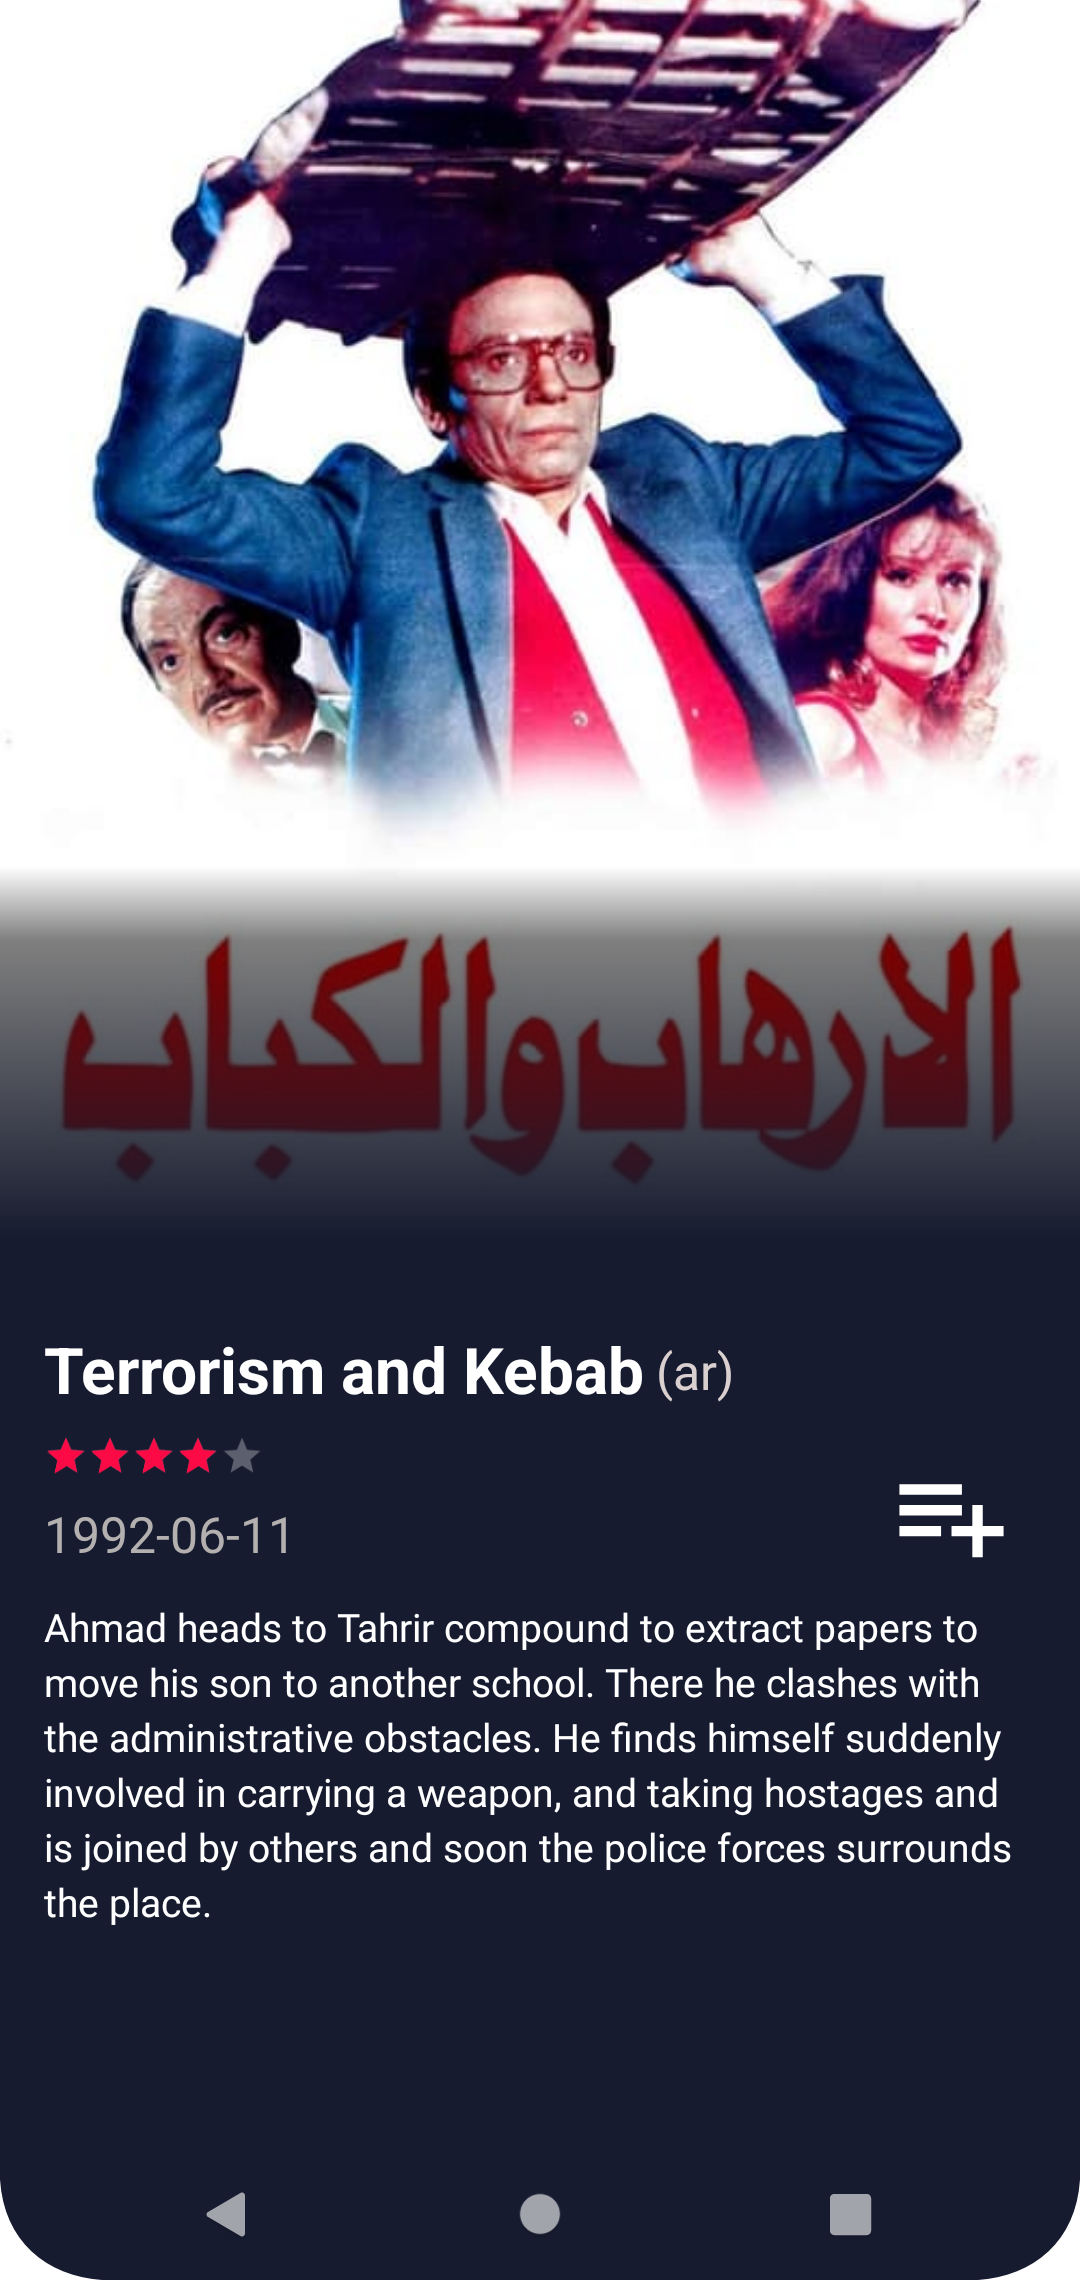 الارهاب والكباب
Terrorism and Kebab (ar)
1992-06-11
Ahmad heads to Tahrir compound to extract papers to
move his son to another school. There he clashes with
the administrative obstacles. He finds himself suddenly
involved in carrying a weapon, and taking hostages and
is joined by others and soon the police forces surrounds
the place.